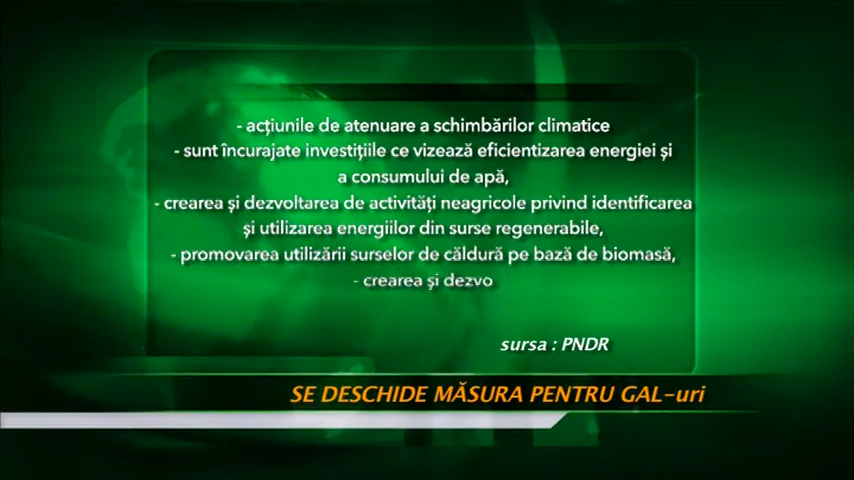 - acțiunile de atenuare a schimbărilor climatice
- sunt încurajate investițiile ce vizează eficientizarea energiei și
a consumului de apă,
- crearea și dezvoltarea de activități neagricole privind identificarea
și utilizarea energiilor din surse regenerabile,
- promovarea utilizării surselor de căldură pe bază de biomasă,
- crearea și dezvo
sursa : PNDR
SE DESCHIDE MĂSURA PENTRU GAL-uri